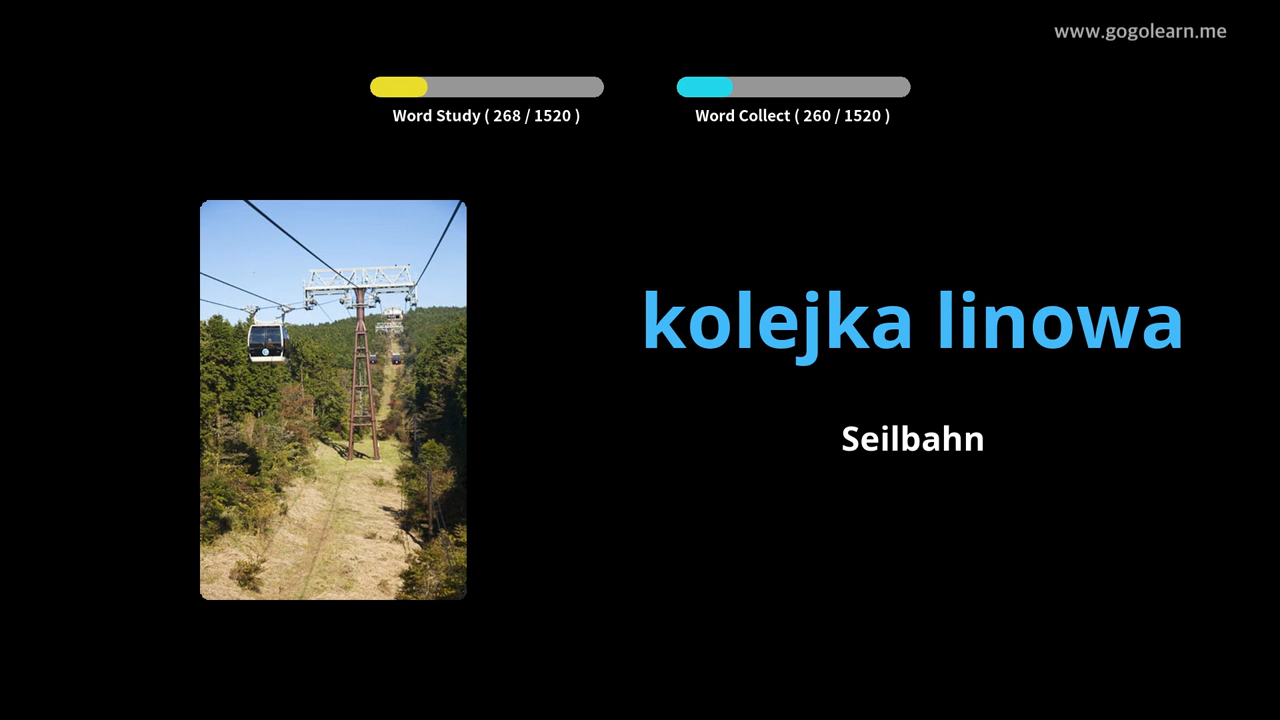 www.gogolearn.me
Word Study ( 268 / 1520 )
Word Collect ( 260 / 1520 )
kolejka linowa
Seilbahn